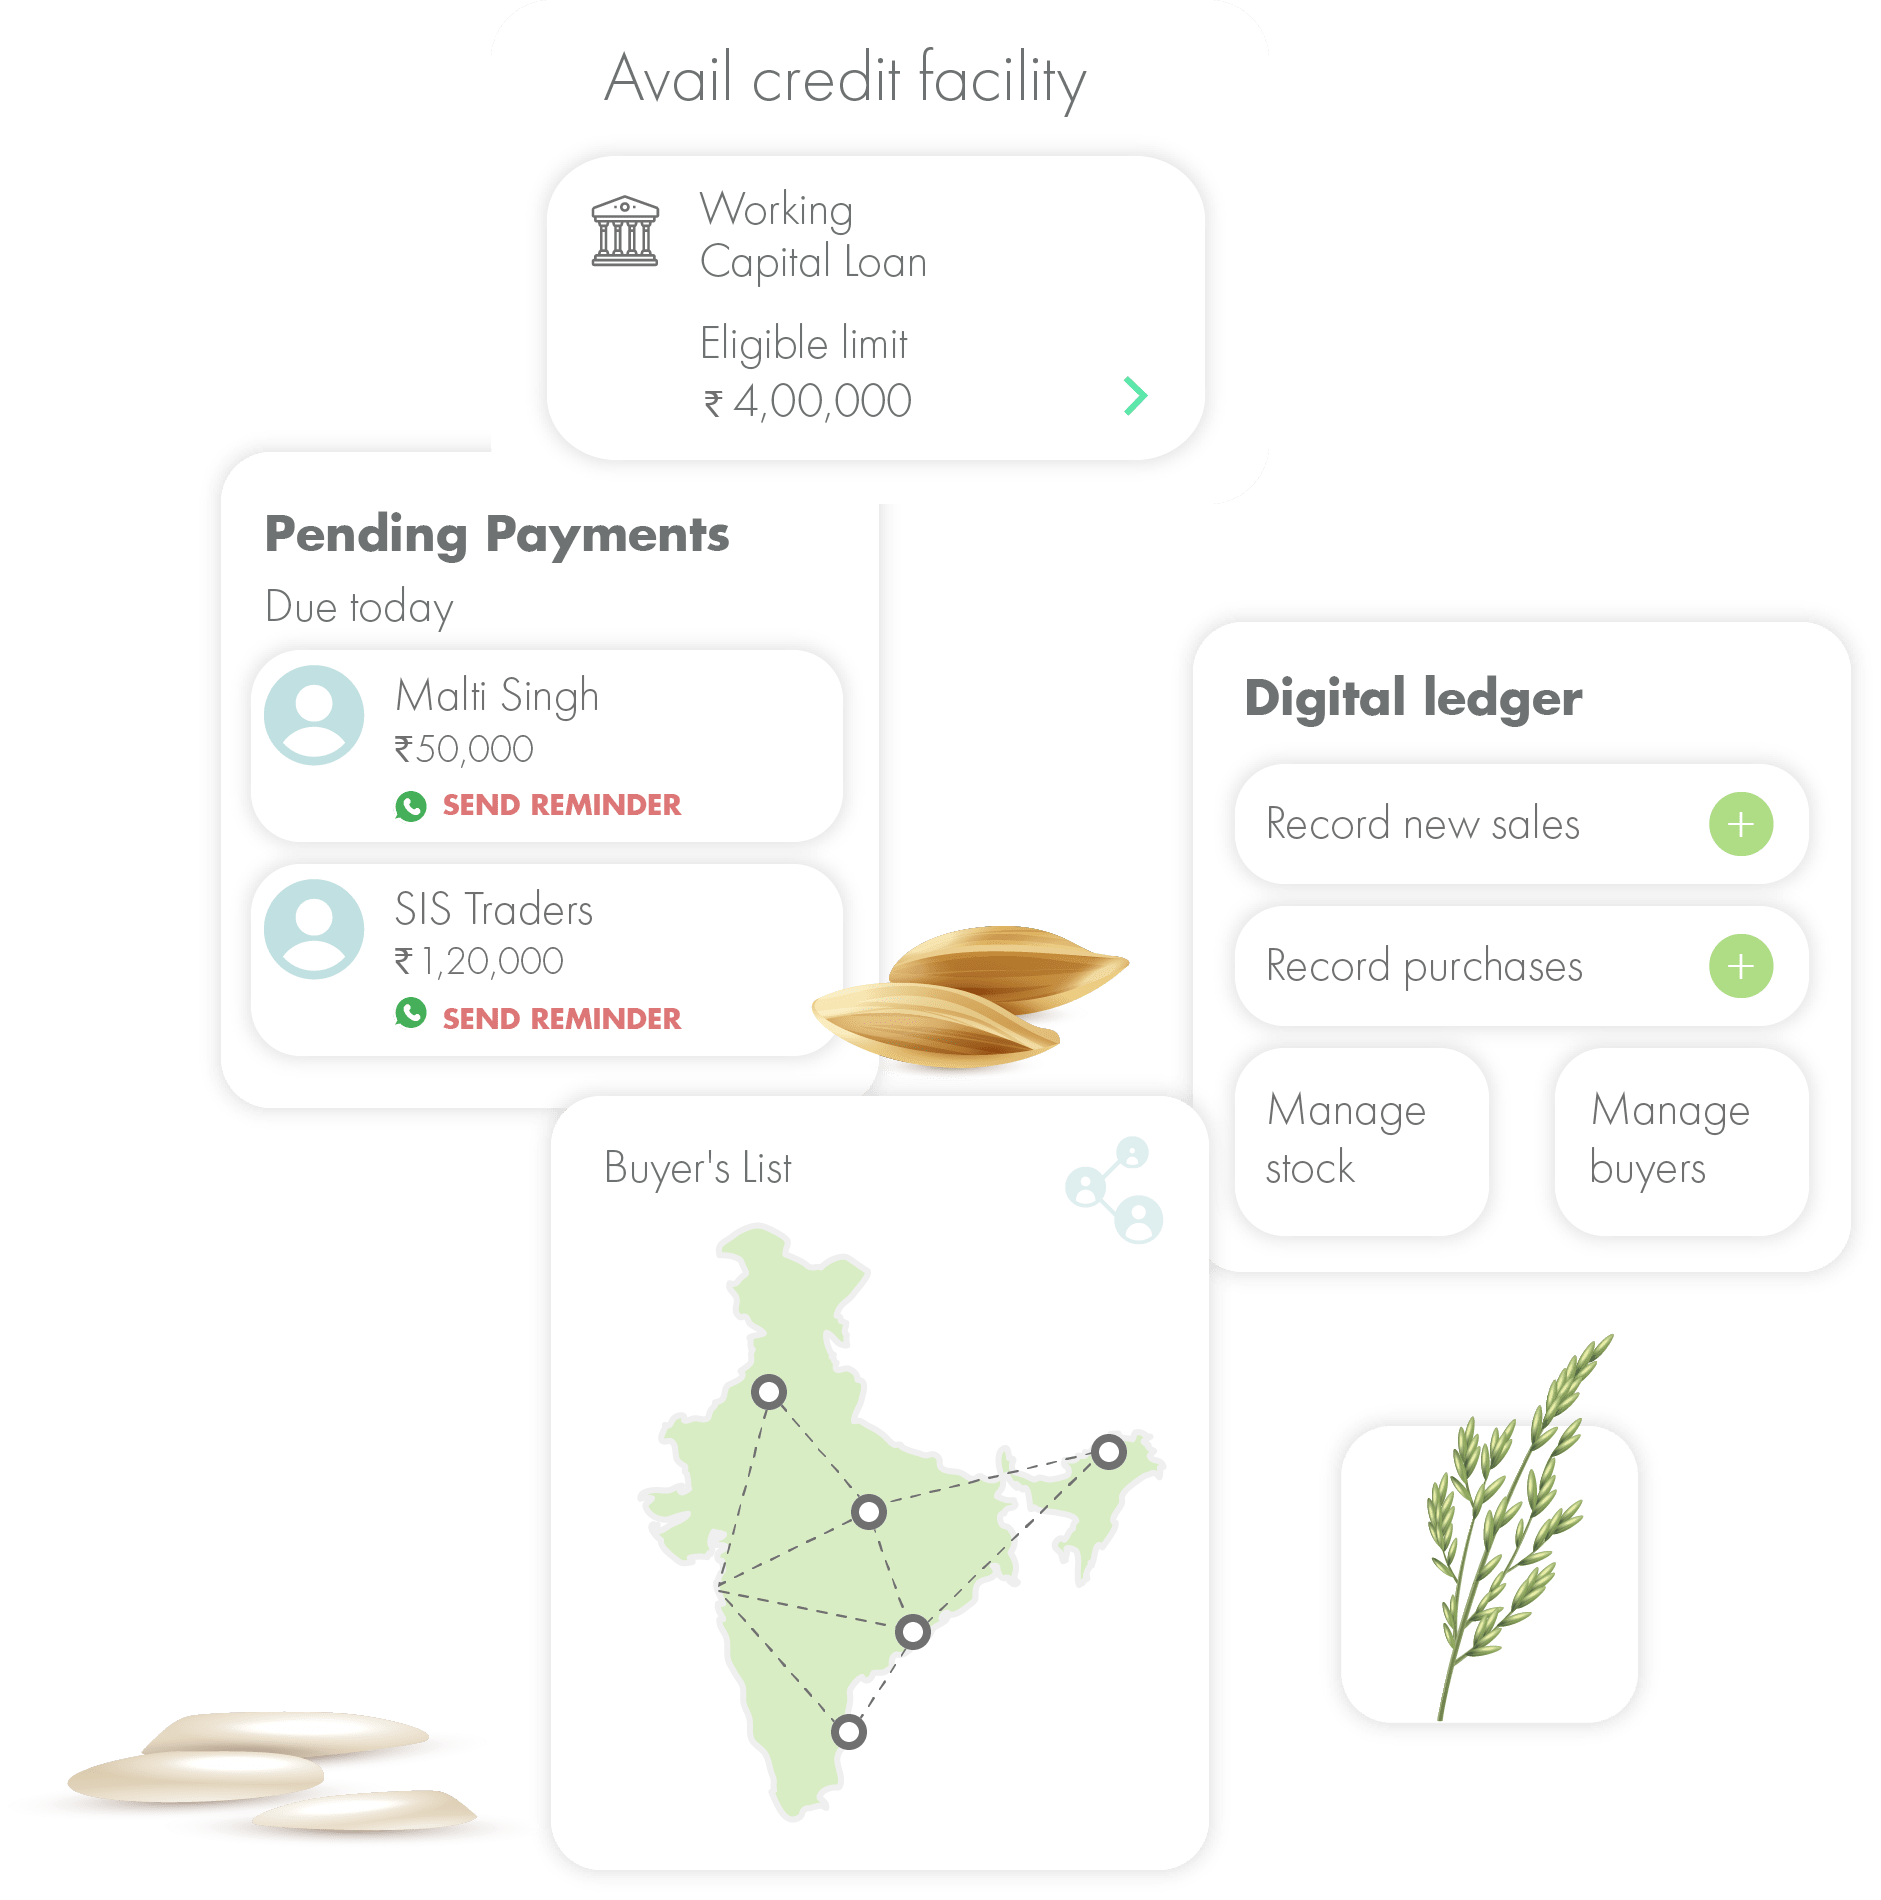 Avail credit facility
Working
Capital Loan
Eligible limit
₹ 4,00,000
Pending Payments
Due today
Malti Singh
₹50,000
SEND REMINDER
SIS Traders
₹1,20,000
SEND REMINDER
Digital ledger
Record new sales
Record purchases
Manage
stock
Manage
buyers
Buyer's List